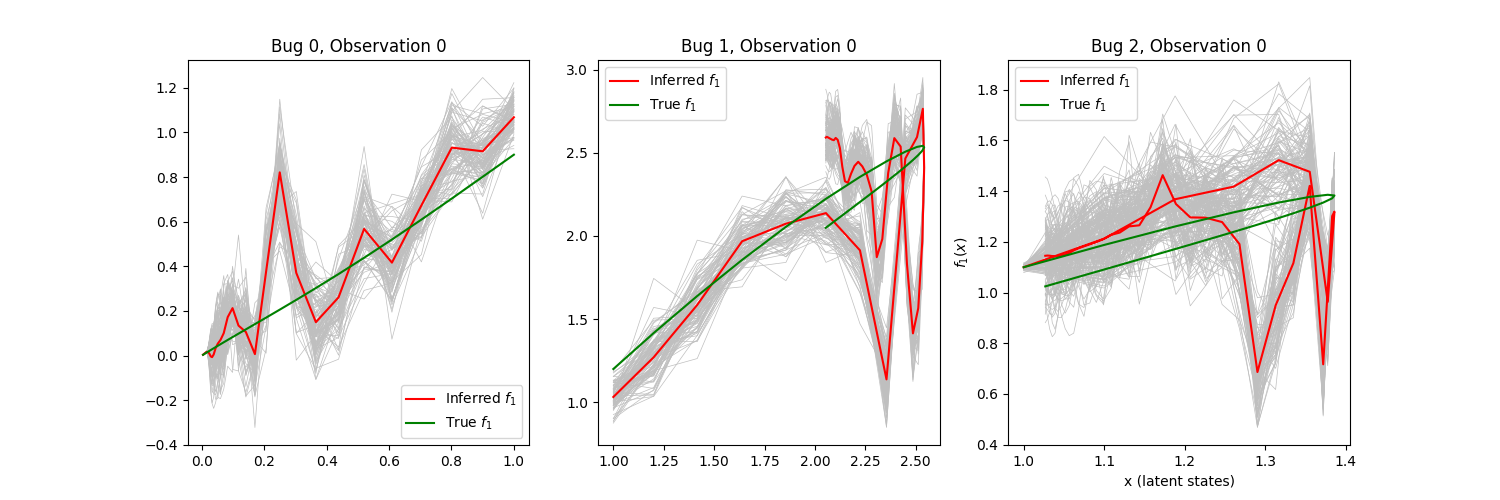 Bug 0, Observation 0
1.2
1.0
0.8
0.6
0.4
0.2
0.0
−0.2
−0.4
0.0 0.2 0.4 0.6 0.8 1.0
Inferred f₁
True f₁
Bug 1, Observation 0
3.0
2.5
2.0
1.5
1.0
1.00 1.25 1.50 1.75 2.00 2.25 2.50
Inferred f₁
True f₁
Bug 2, Observation 0
f₁(x)
1.8
1.6
1.4
1.2
1.0
0.8
0.6
0.4
1.0 1.1 1.2 1.3 1.4
x (latent states)
Inferred f₁
True f₁